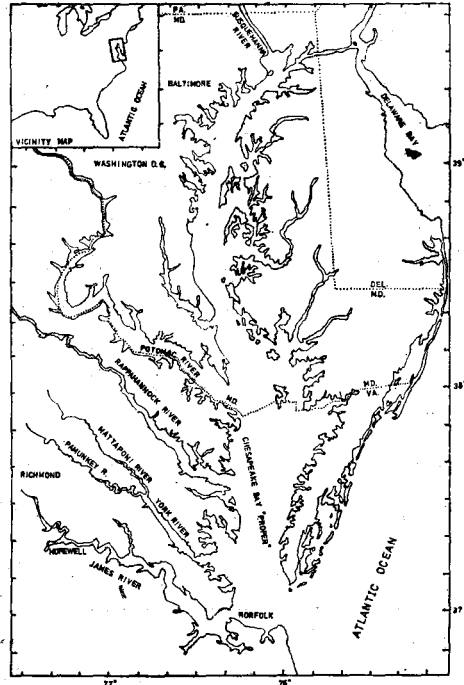 PA.
MD.
SUSQUEHANNA
RIVER
BALTIMORE
ATLANTIC OCEAN
VICINITY MAP
DELAWARE BAY
WASHINGTON D.C.
39°
DEL.
MD.
POTOMAC RIVER
RAPPAHANNOCK RIVER
MD.
VA.
MD.
38°
MATTAPONI RIVER
PAMUNKEY R.
CHESAPEAKE BAY "PROPER"
RICHMOND
YORK RIVER
HOPEWELL
JAMES RIVER
NORFOLK
ATLANTIC OCEAN
37°
77°
76°